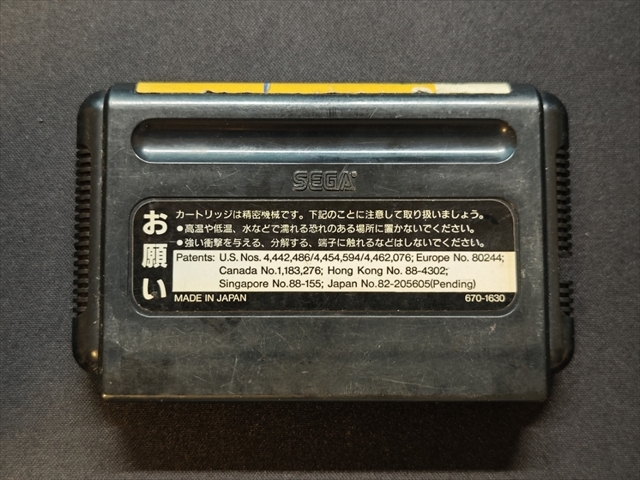 SEGA®
お願い
カートリッジは精密機械です。下記のことに注意して取り扱いましょう。
●高温や低温、水などで濡れる恐れのある場所に置かないでください。
●強い衝撃を与える、分解する、端子に触れるなどはしないでください。
Patents: U.S. Nos. 4,442,486/4,454,594/4,462,076; Europe No. 80244;
Canada No.1,183,276; Hong Kong No. 88-4302;
Singapore No.88-155; Japan No.82-205605(Pending)
MADE IN JAPAN 670-1630